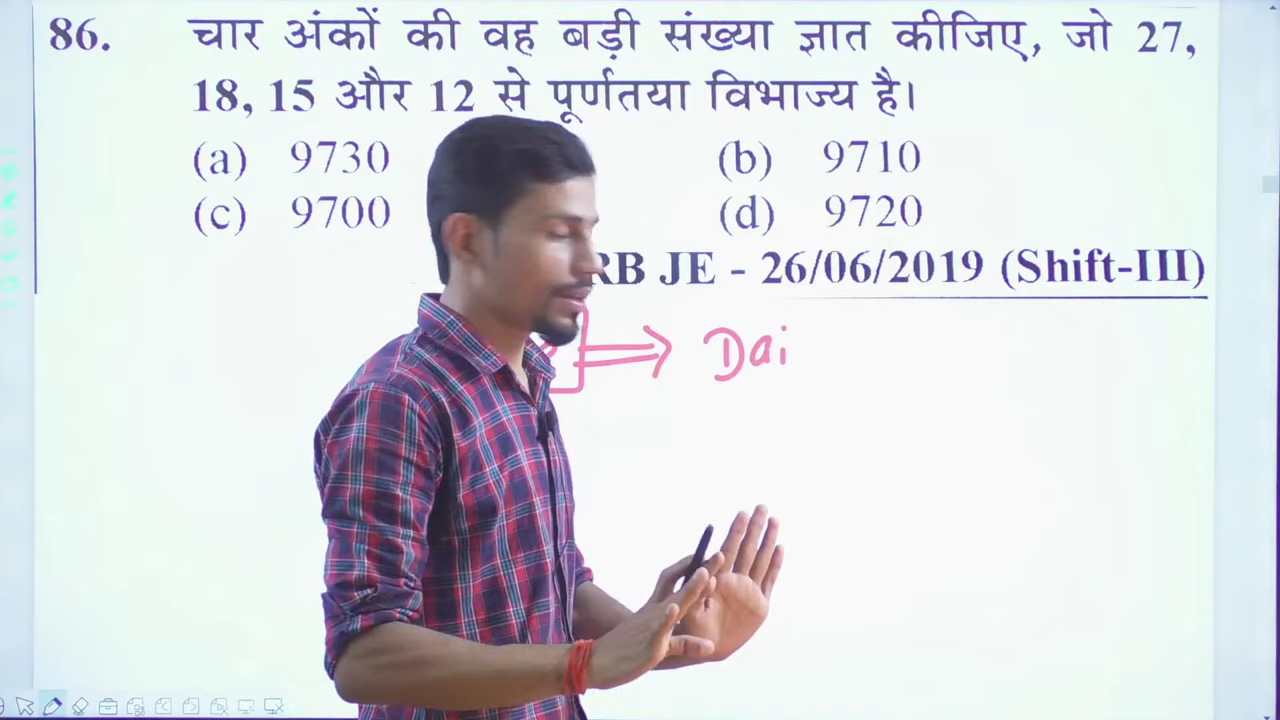 86. चार अंकों की वह बड़ी संख्या ज्ञात कीजिए, जो 27,
18, 15 और 12 से पूर्णतया विभाज्य है।
(a) 9730 (b) 9710
(c) 9700 (d) 9720
JE - 26/06/2019 (Shift-III)
Dai